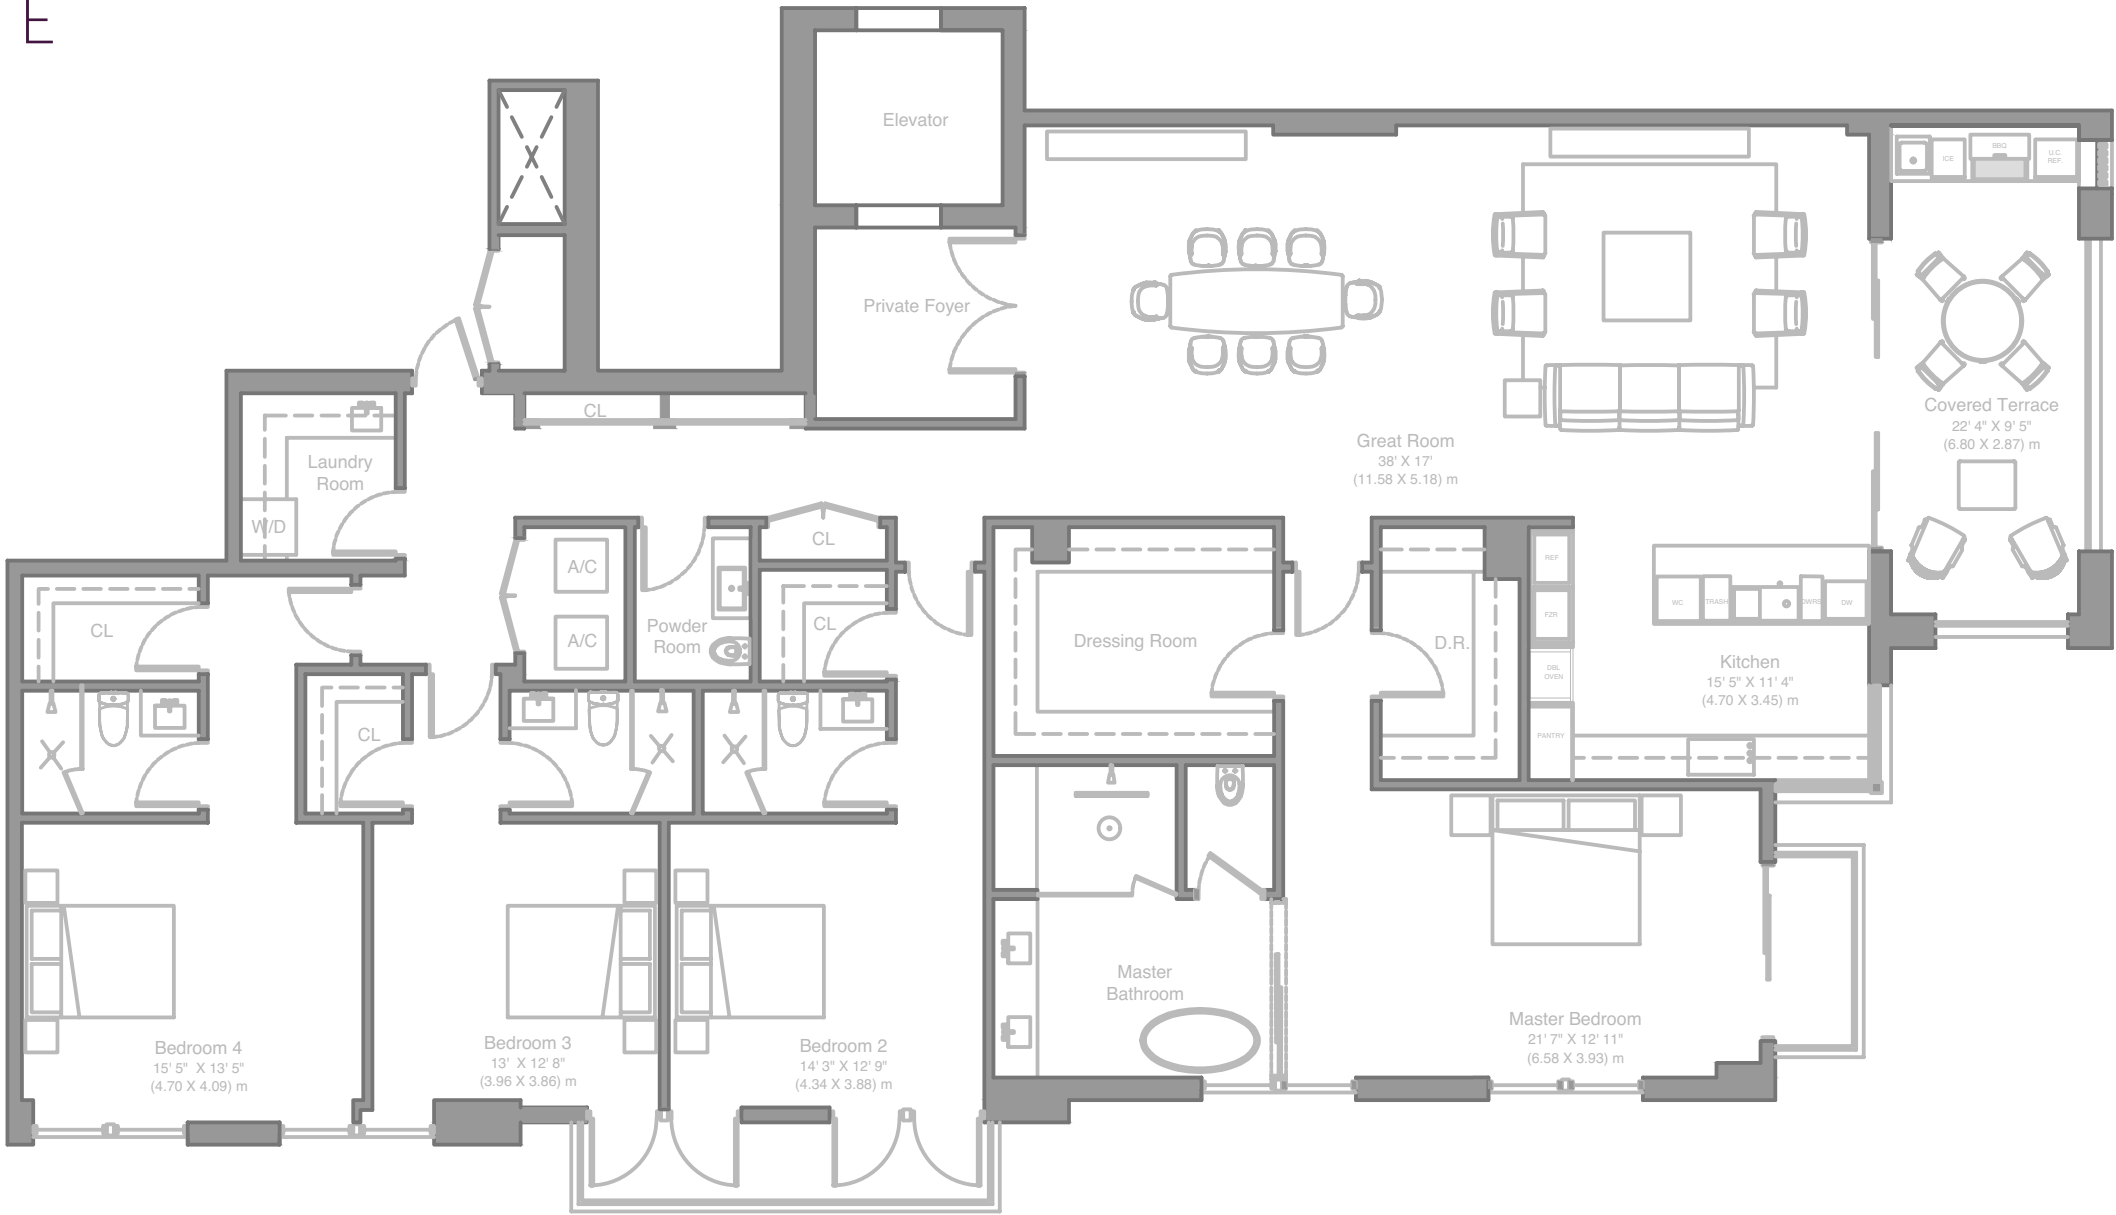 E
Elevator
BBQ
ICE
U.C.
REF.
Private Foyer
CL
Covered Terrace
22' 4" X 9' 5"
(6.80 X 2.87) m
Great Room
38' X 17'
(11.58 X 5.18) m
Laundry
Room
W/D
CL
A/C
A/C
REF
FZR
DBL
OVEN
PANTRY
WC
TRASH
DWRS
DW
CL
Powder
Room
CL
Dressing Room
D.R.
Kitchen
15' 5" X 11' 4"
(4.70 X 3.45) m
CL
Master
Bathroom
Master Bedroom
21' 7" X 12' 11"
(6.58 X 3.93) m
Bedroom 4
15' 5" X 13' 5"
(4.70 X 4.09) m
Bedroom 3
13' X 12' 8"
(3.96 X 3.86) m
Bedroom 2
14' 3" X 12' 9"
(4.34 X 3.88) m